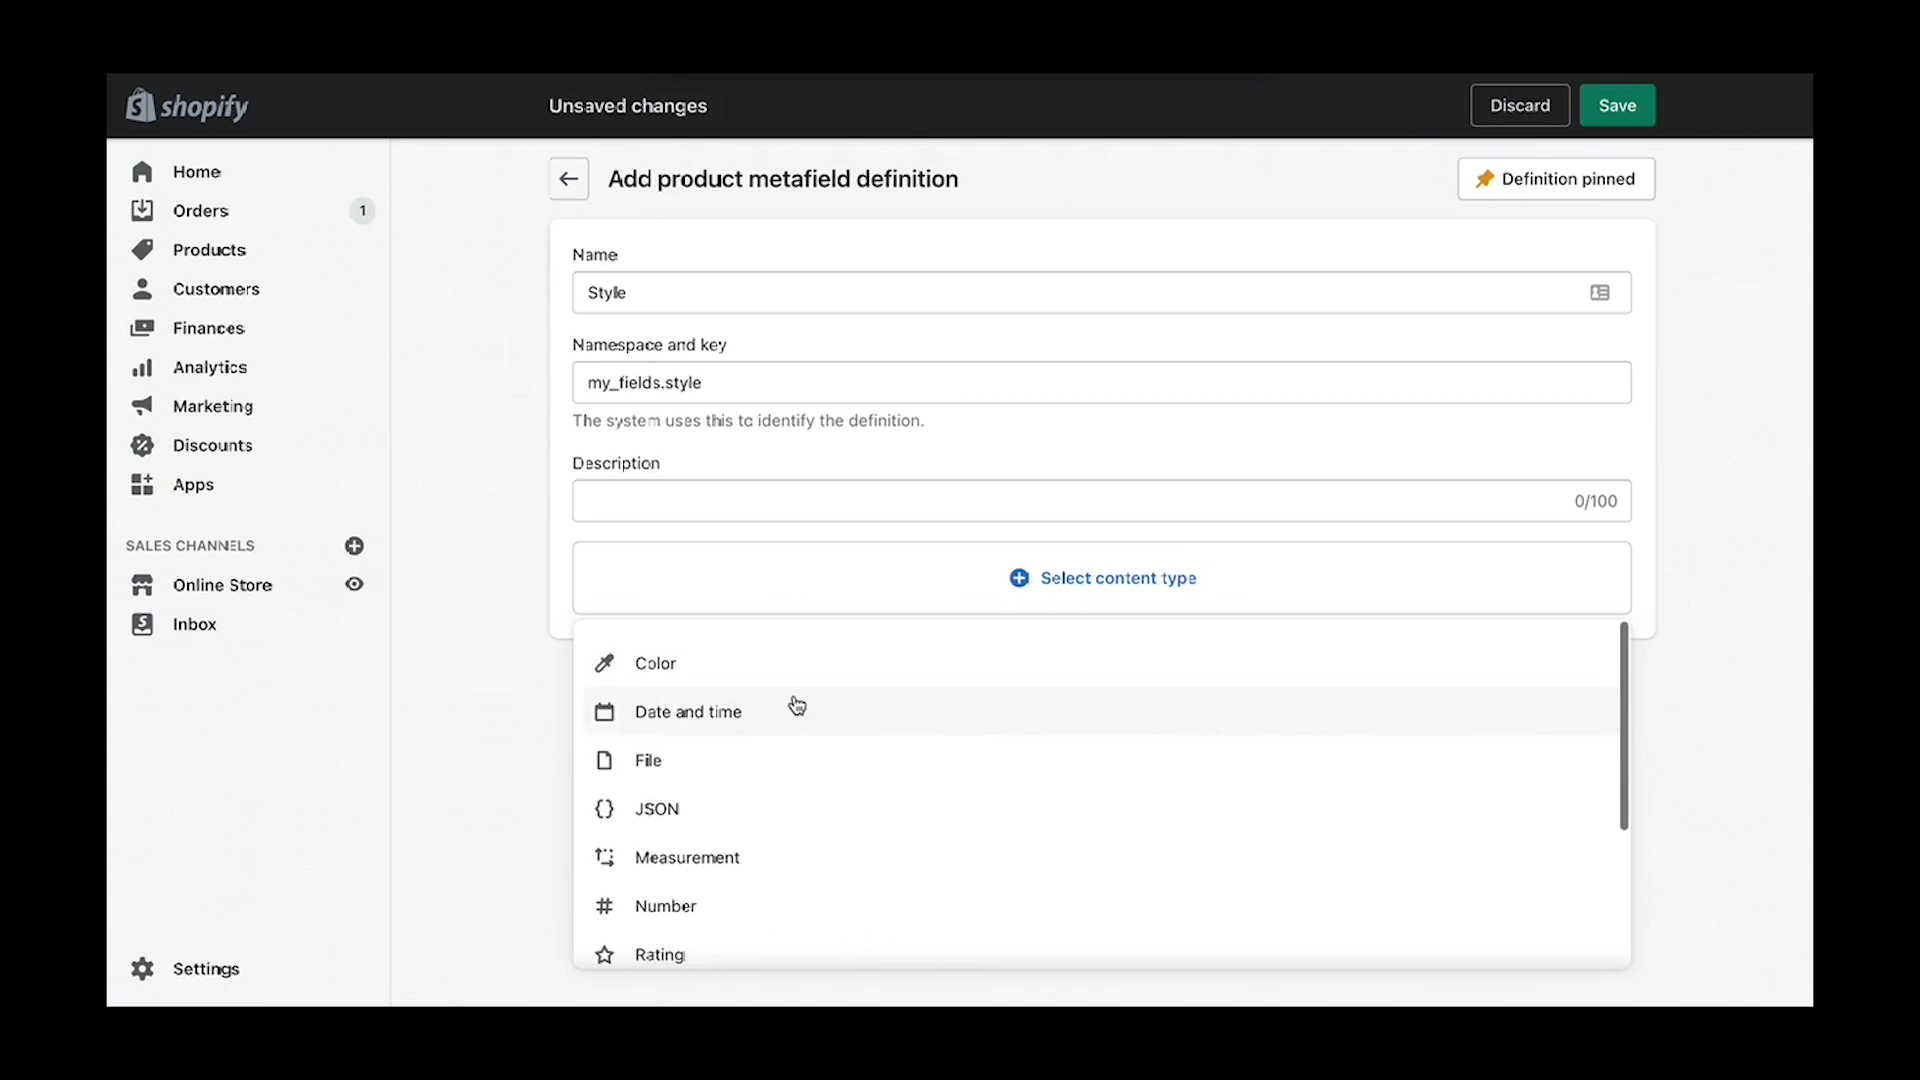 shopify
Unsaved changes
Discard
Save
Home
Orders
1
Products
Customers
Finances
Analytics
Marketing
Discounts
Apps
SALES CHANNELS
Online Store
Inbox
Settings
Add product metafield definition
Definition pinned
Name
Style
Namespace and key
my_fields.style
The system uses this to identify the definition.
Description
0/100
Select content type
Color
Date and time
File
JSON
Measurement
Number
Rating